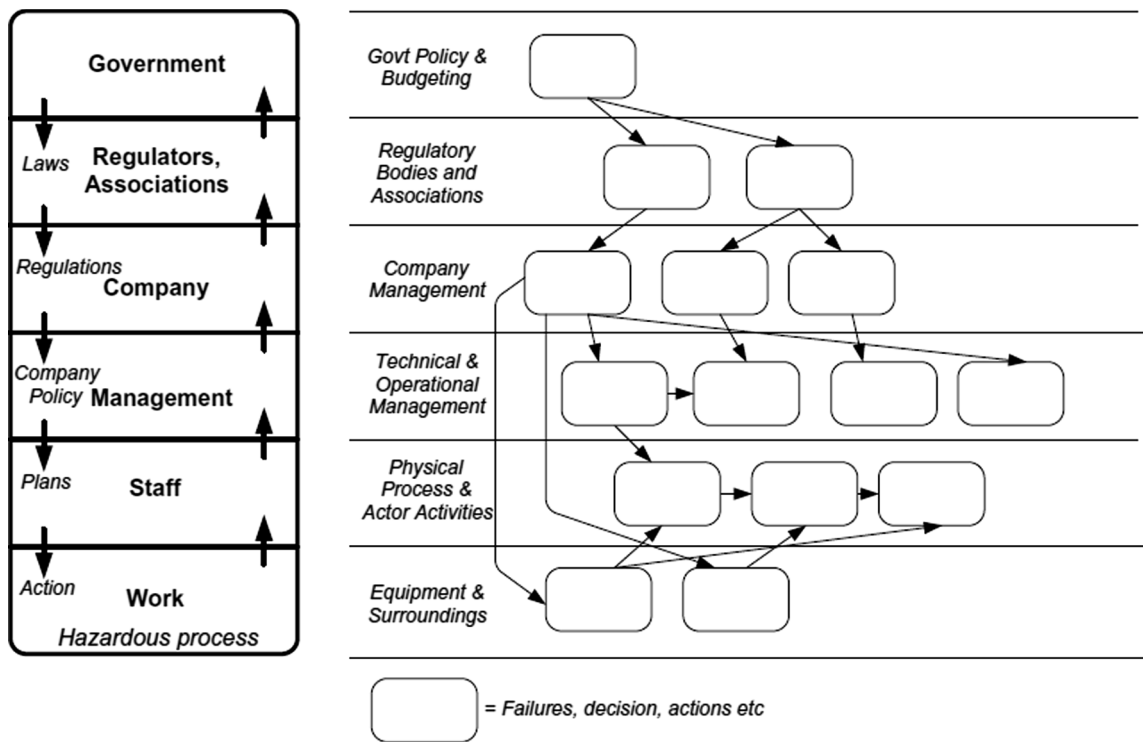 Government
Laws
Regulators,
Associations
Regulations
Company
Company
Policy
Management
Plans
Staff
Action
Work
Hazardous process
Govt Policy &
Budgeting
Regulatory
Bodies and
Associations
Company
Management
Technical &
Operational
Management
Physical
Process &
Actor Activities
Equipment &
Surroundings
= Failures, decision, actions etc